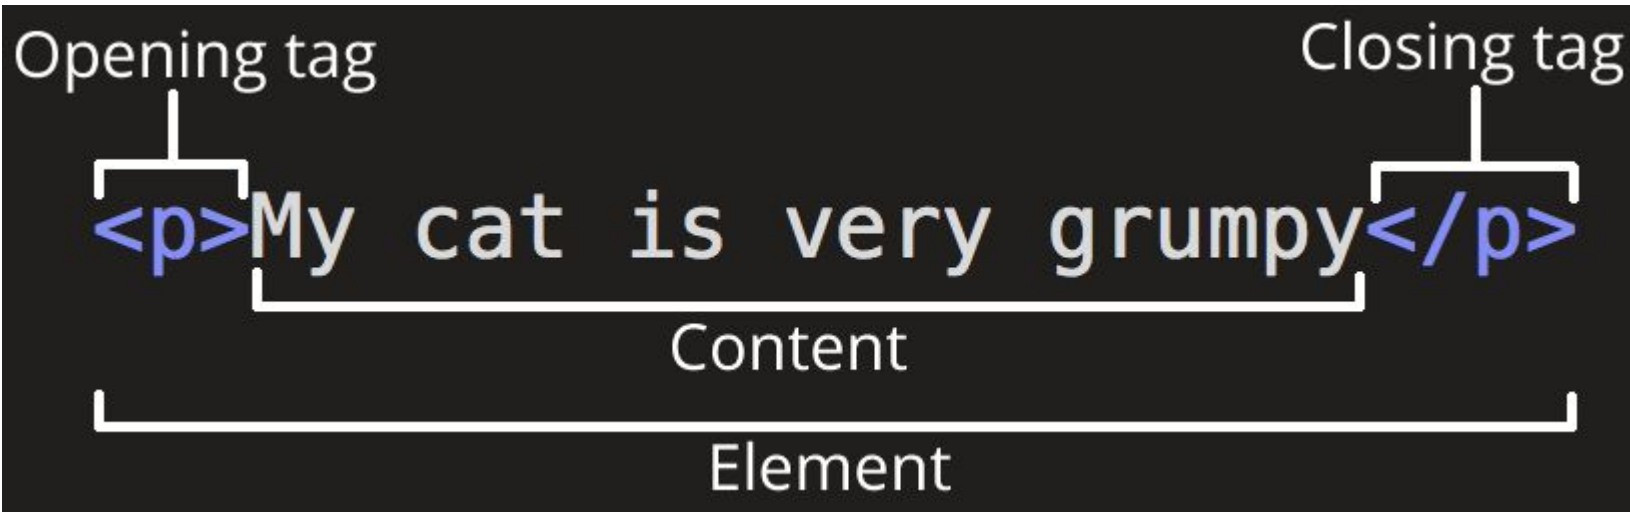 Opening tag Closing tag
<p>My cat is very grumpy</p>
Content
Element